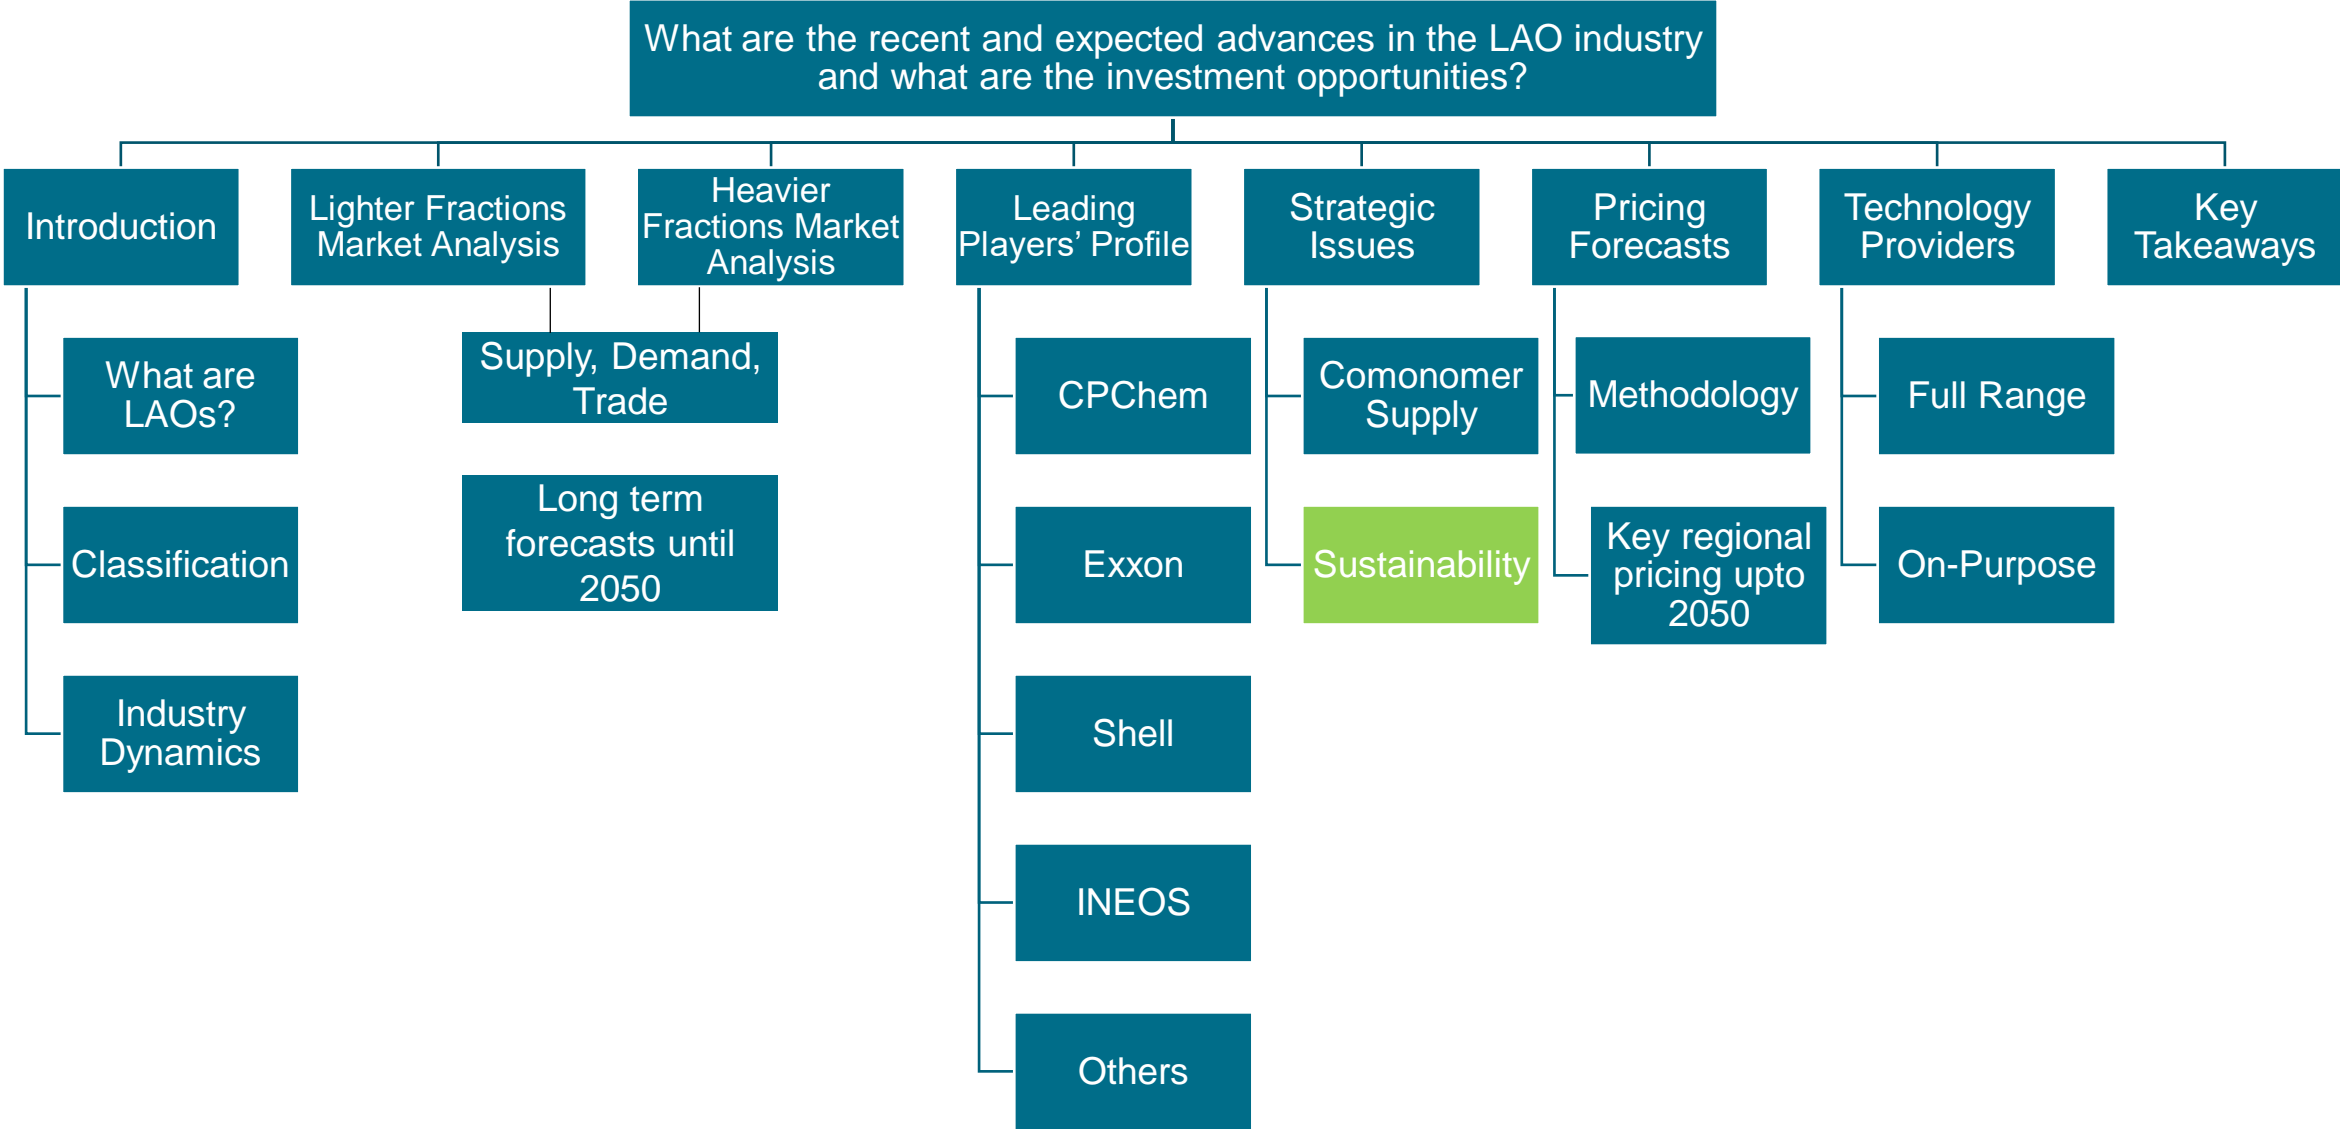 What are the recent and expected advances in the LAO industry
and what are the investment opportunities?
Introduction
Lighter Fractions
Market Analysis
Heavier
Fractions Market
Analysis
Leading
Players’ Profile
Strategic
Issues
Pricing
Forecasts
Technology
Providers
Key
Takeaways
What are
LAOs?
Classification
Industry
Dynamics
Supply, Demand,
Trade
Long term
forecasts until
2050
CPChem
Exxon
Shell
INEOS
Others
Comonomer
Supply
Sustainability
Methodology
Key regional
pricing upto
2050
Full Range
On-Purpose